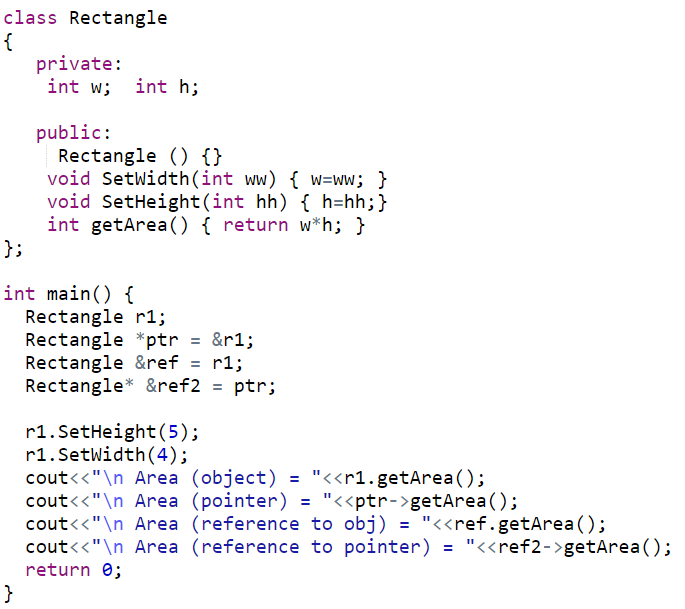 class Rectangle
{
   private:
    int w;  int h;

   public:
     Rectangle () {}
    void SetWidth(int ww) { w=ww; }
    void SetHeight(int hh) { h=hh;}
    int getArea() { return w*h; }
};

int main() {
  Rectangle r1;
  Rectangle *ptr = &r1;
  Rectangle &ref = r1;
  Rectangle* &ref2 = ptr;

  r1.SetHeight(5);
  r1.SetWidth(4);
  cout<<"\n Area (object) = "<<r1.getArea();
  cout<<"\n Area (pointer) = "<<ptr->getArea();
  cout<<"\n Area (reference to obj) = "<<ref.getArea();
  cout<<"\n Area (reference to pointer) = "<<ref2->getArea();
  return 0;
}